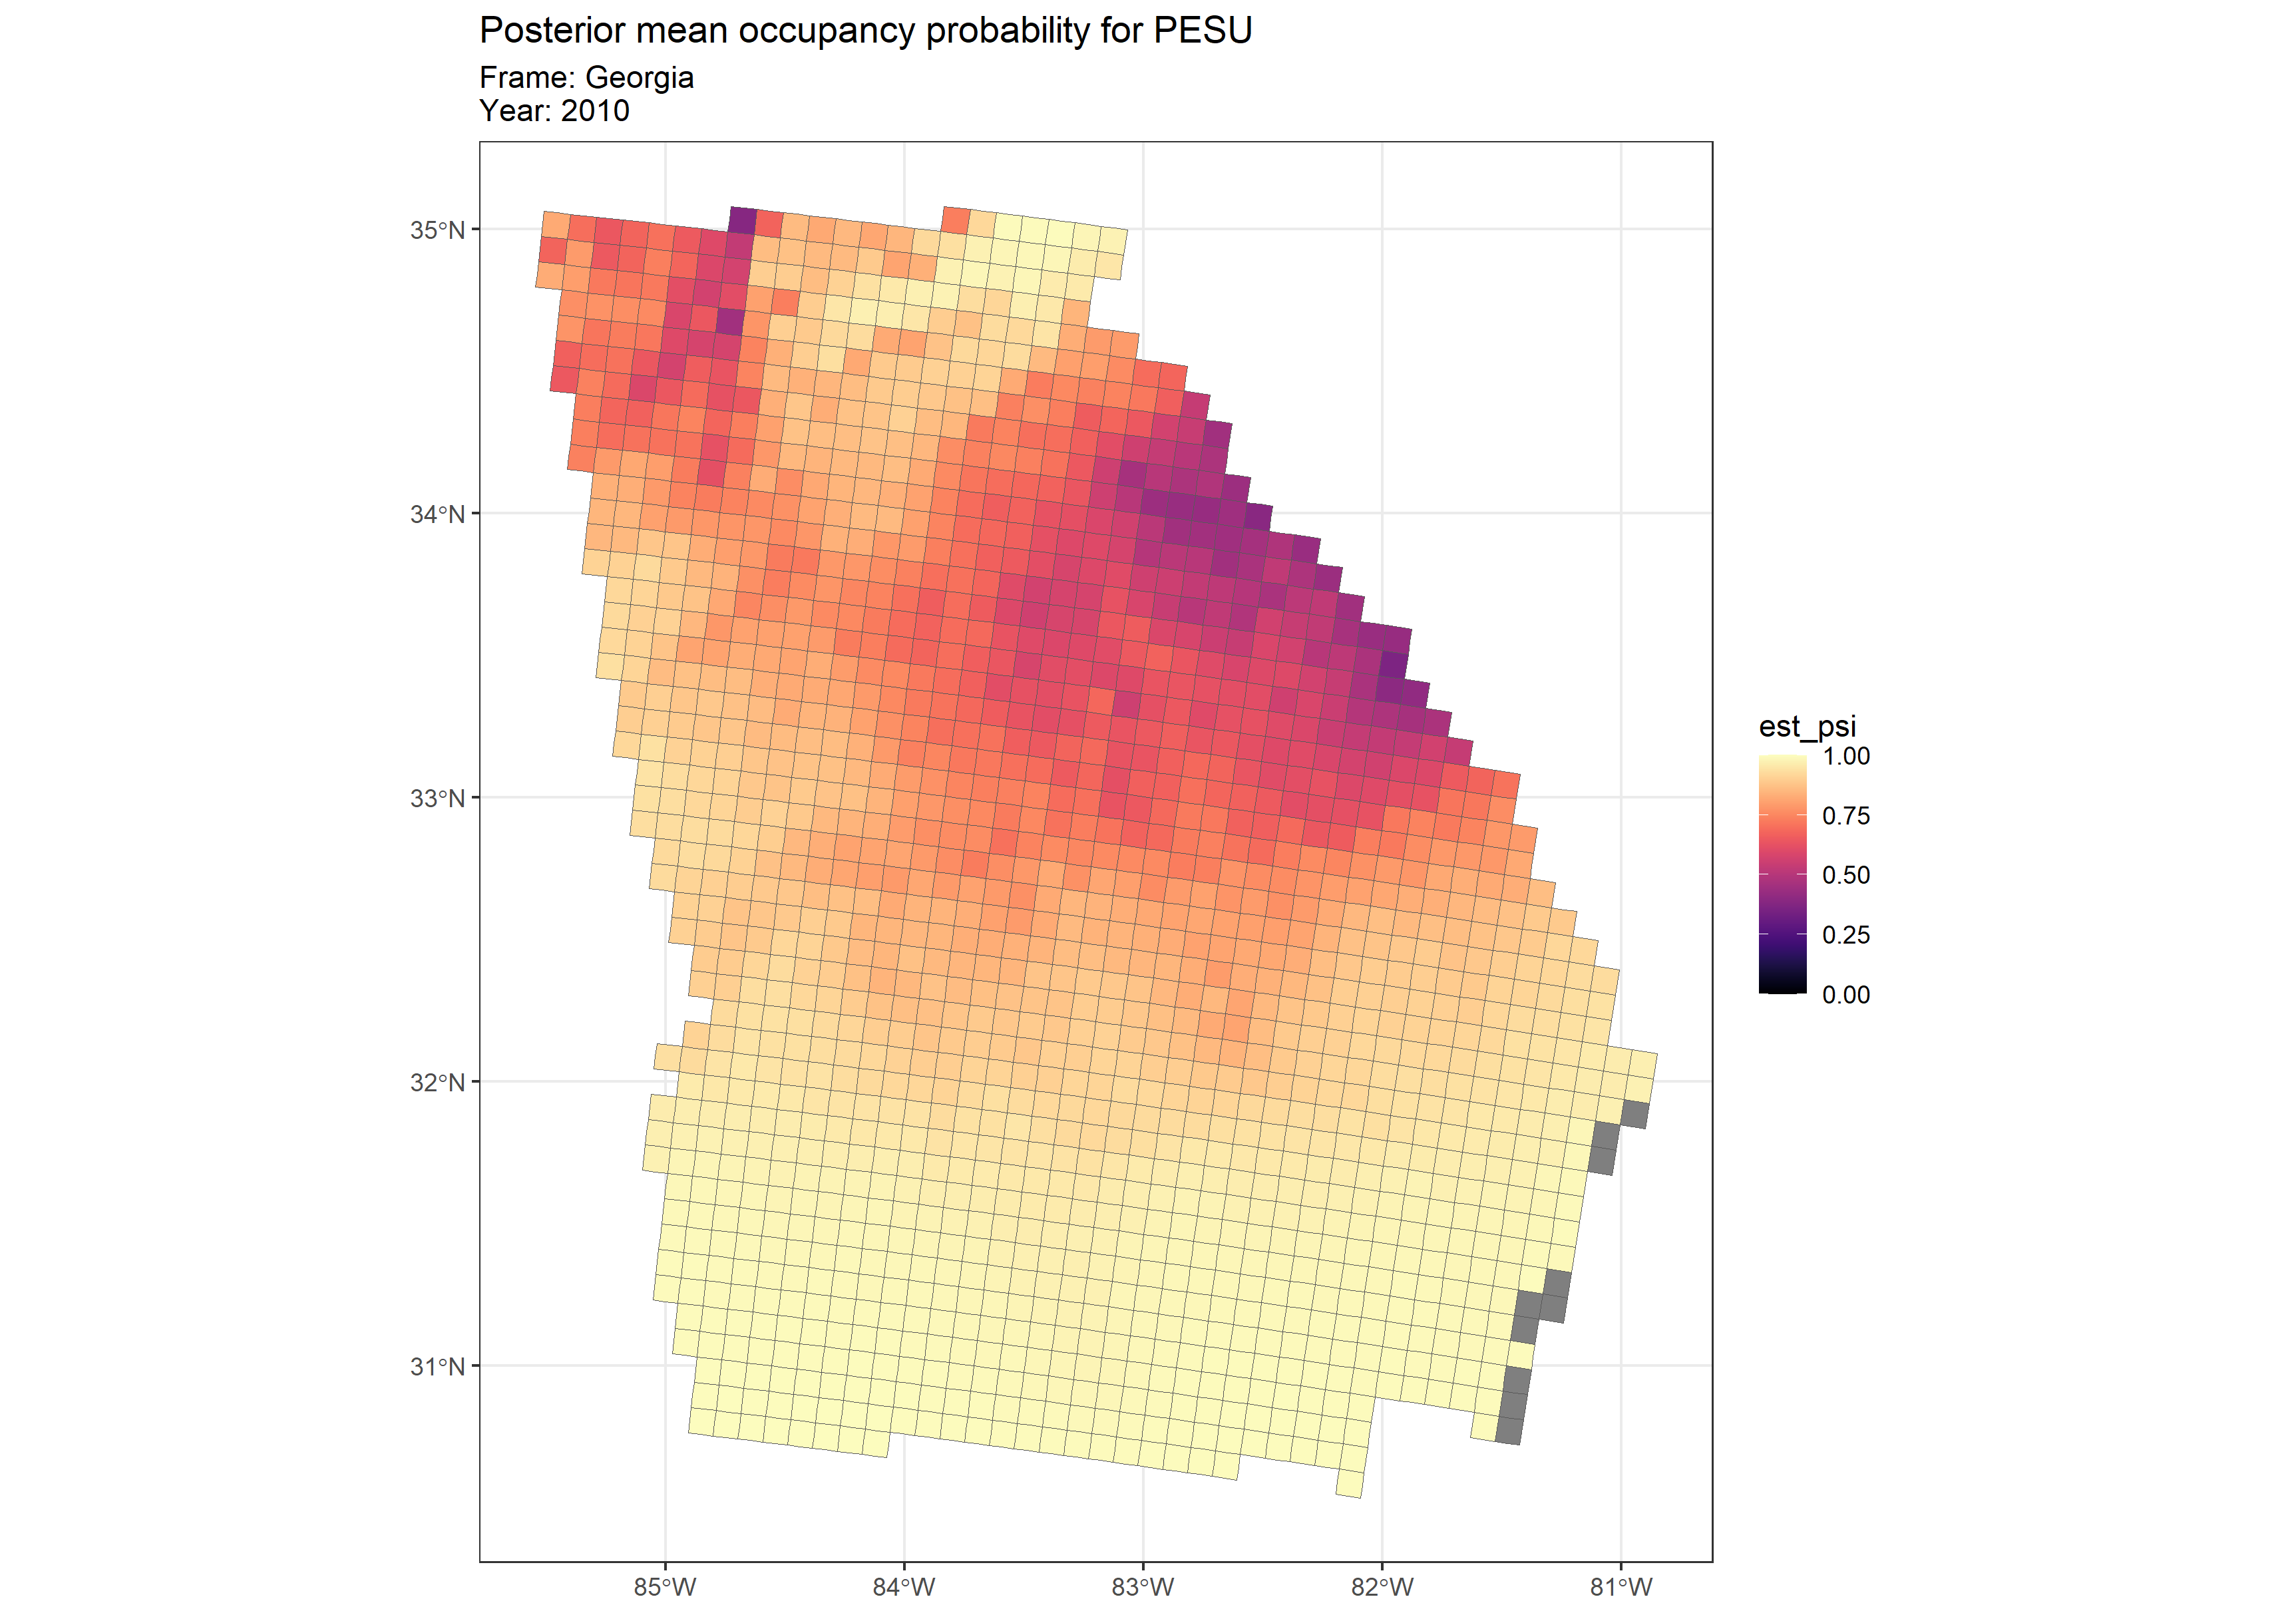 Posterior mean occupancy probability for PESU
Frame: Georgia
Year: 2010
35°N
34°N
33°N
32°N
31°N
85°W
84°W
83°W
82°W
81°W
est_psi
1.00
0.75
0.50
0.25
0.00